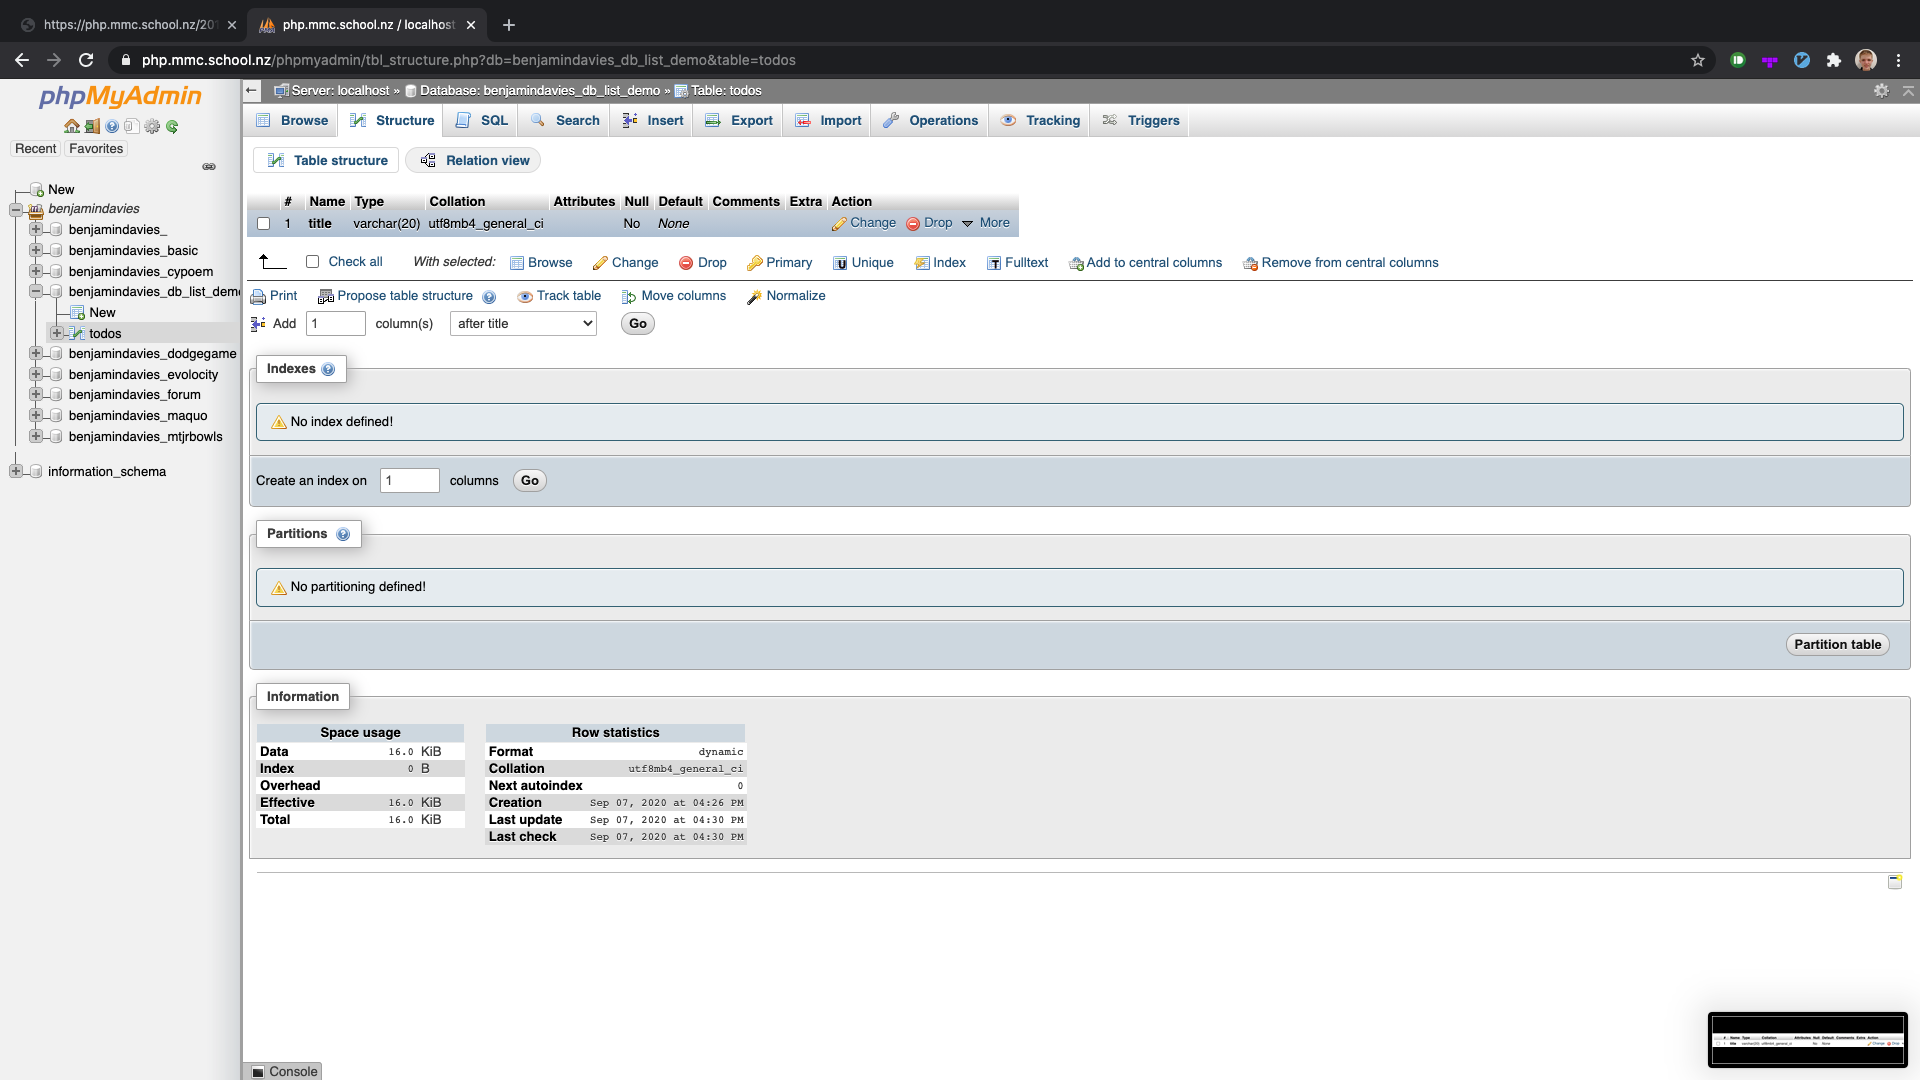 https://php.mmc.school.nz/201
php.mmc.school.nz / localhost
php.mmc.school.nz/phpmyadmin/tbl_structure.php?db=benjamindavies_db_list_demo&table=todos
phpMyAdmin
Recent Favorites
New
benjamindavies
benjamindavies_
benjamindavies_basic
benjamindavies_cypoem
benjamindavies_db_list_demo
New
todos
benjamindavies_dodgegame
benjamindavies_evolocity
benjamindavies_forum
benjamindavies_maquo
benjamindavies_mtjrbowls
information_schema
Server: localhost » Database: benjamindavies_db_list_demo » Table: todos
Browse Structure SQL Search Insert Export Import Operations Tracking Triggers
Table structure Relation view
# Name Type Collation Attributes Null Default Comments Extra Action
1 title varchar(20) utf8mb4_general_ci No None Change Drop More
Check all With selected: Browse Change Drop Primary Unique Index Fulltext Add to central columns Remove from central columns
Print Propose table structure Track table Move columns Normalize
Add 1 column(s) after title Go
Indexes
No index defined!
Create an index on 1 columns Go
Partitions
No partitioning defined!
Partition table
Information
Space usage
Data 16.0 KiB
Index 0 B
Overhead
Effective 16.0 KiB
Total 16.0 KiB
Row statistics
Format dynamic
Collation utf8mb4_general_ci
Next autoindex 0
Creation Sep 07, 2020 at 04:26 PM
Last update Sep 07, 2020 at 04:30 PM
Last check Sep 07, 2020 at 04:30 PM
Console